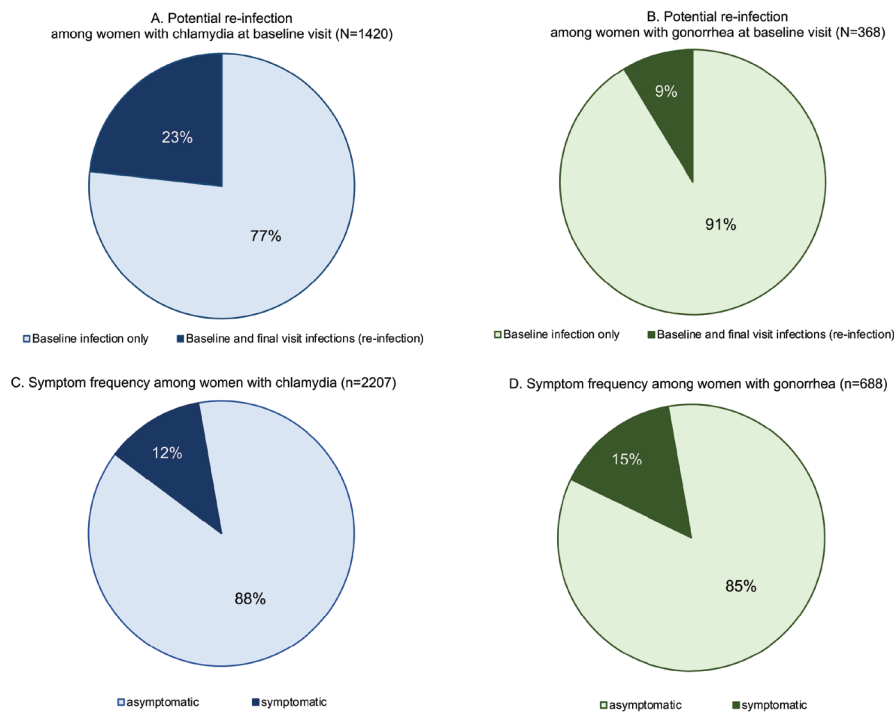 A. Potential re-infection
among women with chlamydia at baseline visit (N=1420)
23%
77%
Baseline infection only
Baseline and final visit infections (re-infection)
B. Potential re-infection
among women with gonorrhea at baseline visit (N=368)
9%
91%
Baseline infection only
Baseline and final visit infections (re-infection)
C. Symptom frequency among women with chlamydia (n=2207)
12%
88%
asymptomatic
symptomatic
D. Symptom frequency among women with gonorrhea (n=688)
15%
85%
asymptomatic
symptomatic